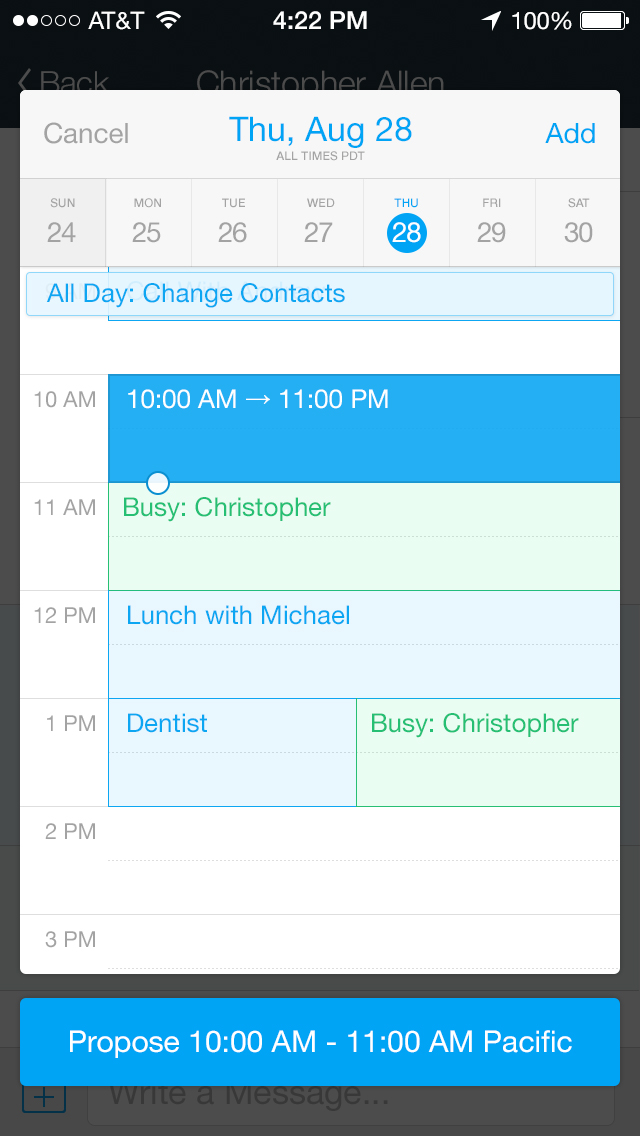 AT&T 4:22 PM 100%
Back Christopher Allen
Cancel Thu, Aug 28 Add
ALL TIMES PDT
SUN MON TUE WED THU FRI SAT
24 25 26 27 28 29 30
All Day: Change Contacts
10 AM 10:00 AM → 11:00 PM
11 AM Busy: Christopher
12 PM Lunch with Michael
1 PM Dentist Busy: Christopher
2 PM
3 PM
Propose 10:00 AM - 11:00 AM Pacific
Write a Message...